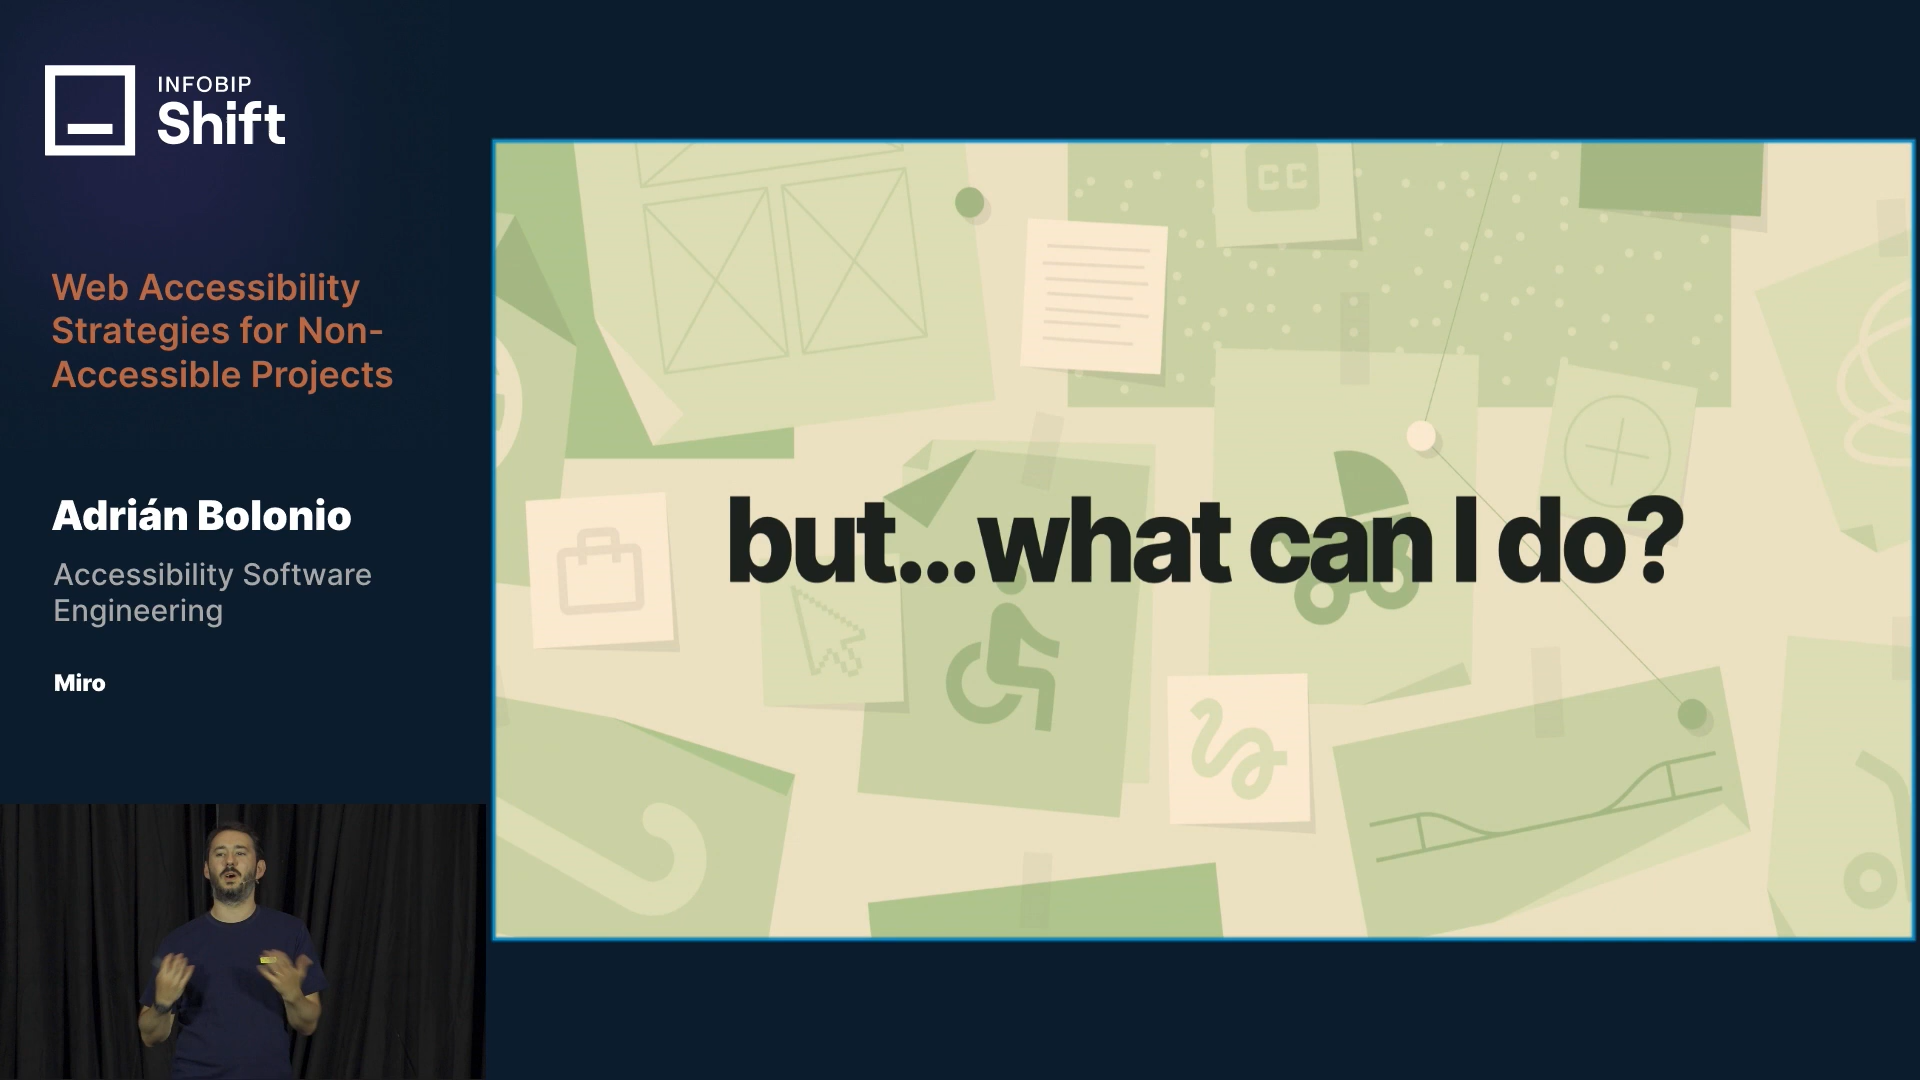 INFOBIP
Shift
Web Accessibility
Strategies for Non-
Accessible Projects
Adrián Bolonio
Accessibility Software
Engineering
Miro
CC
but...what can I do?